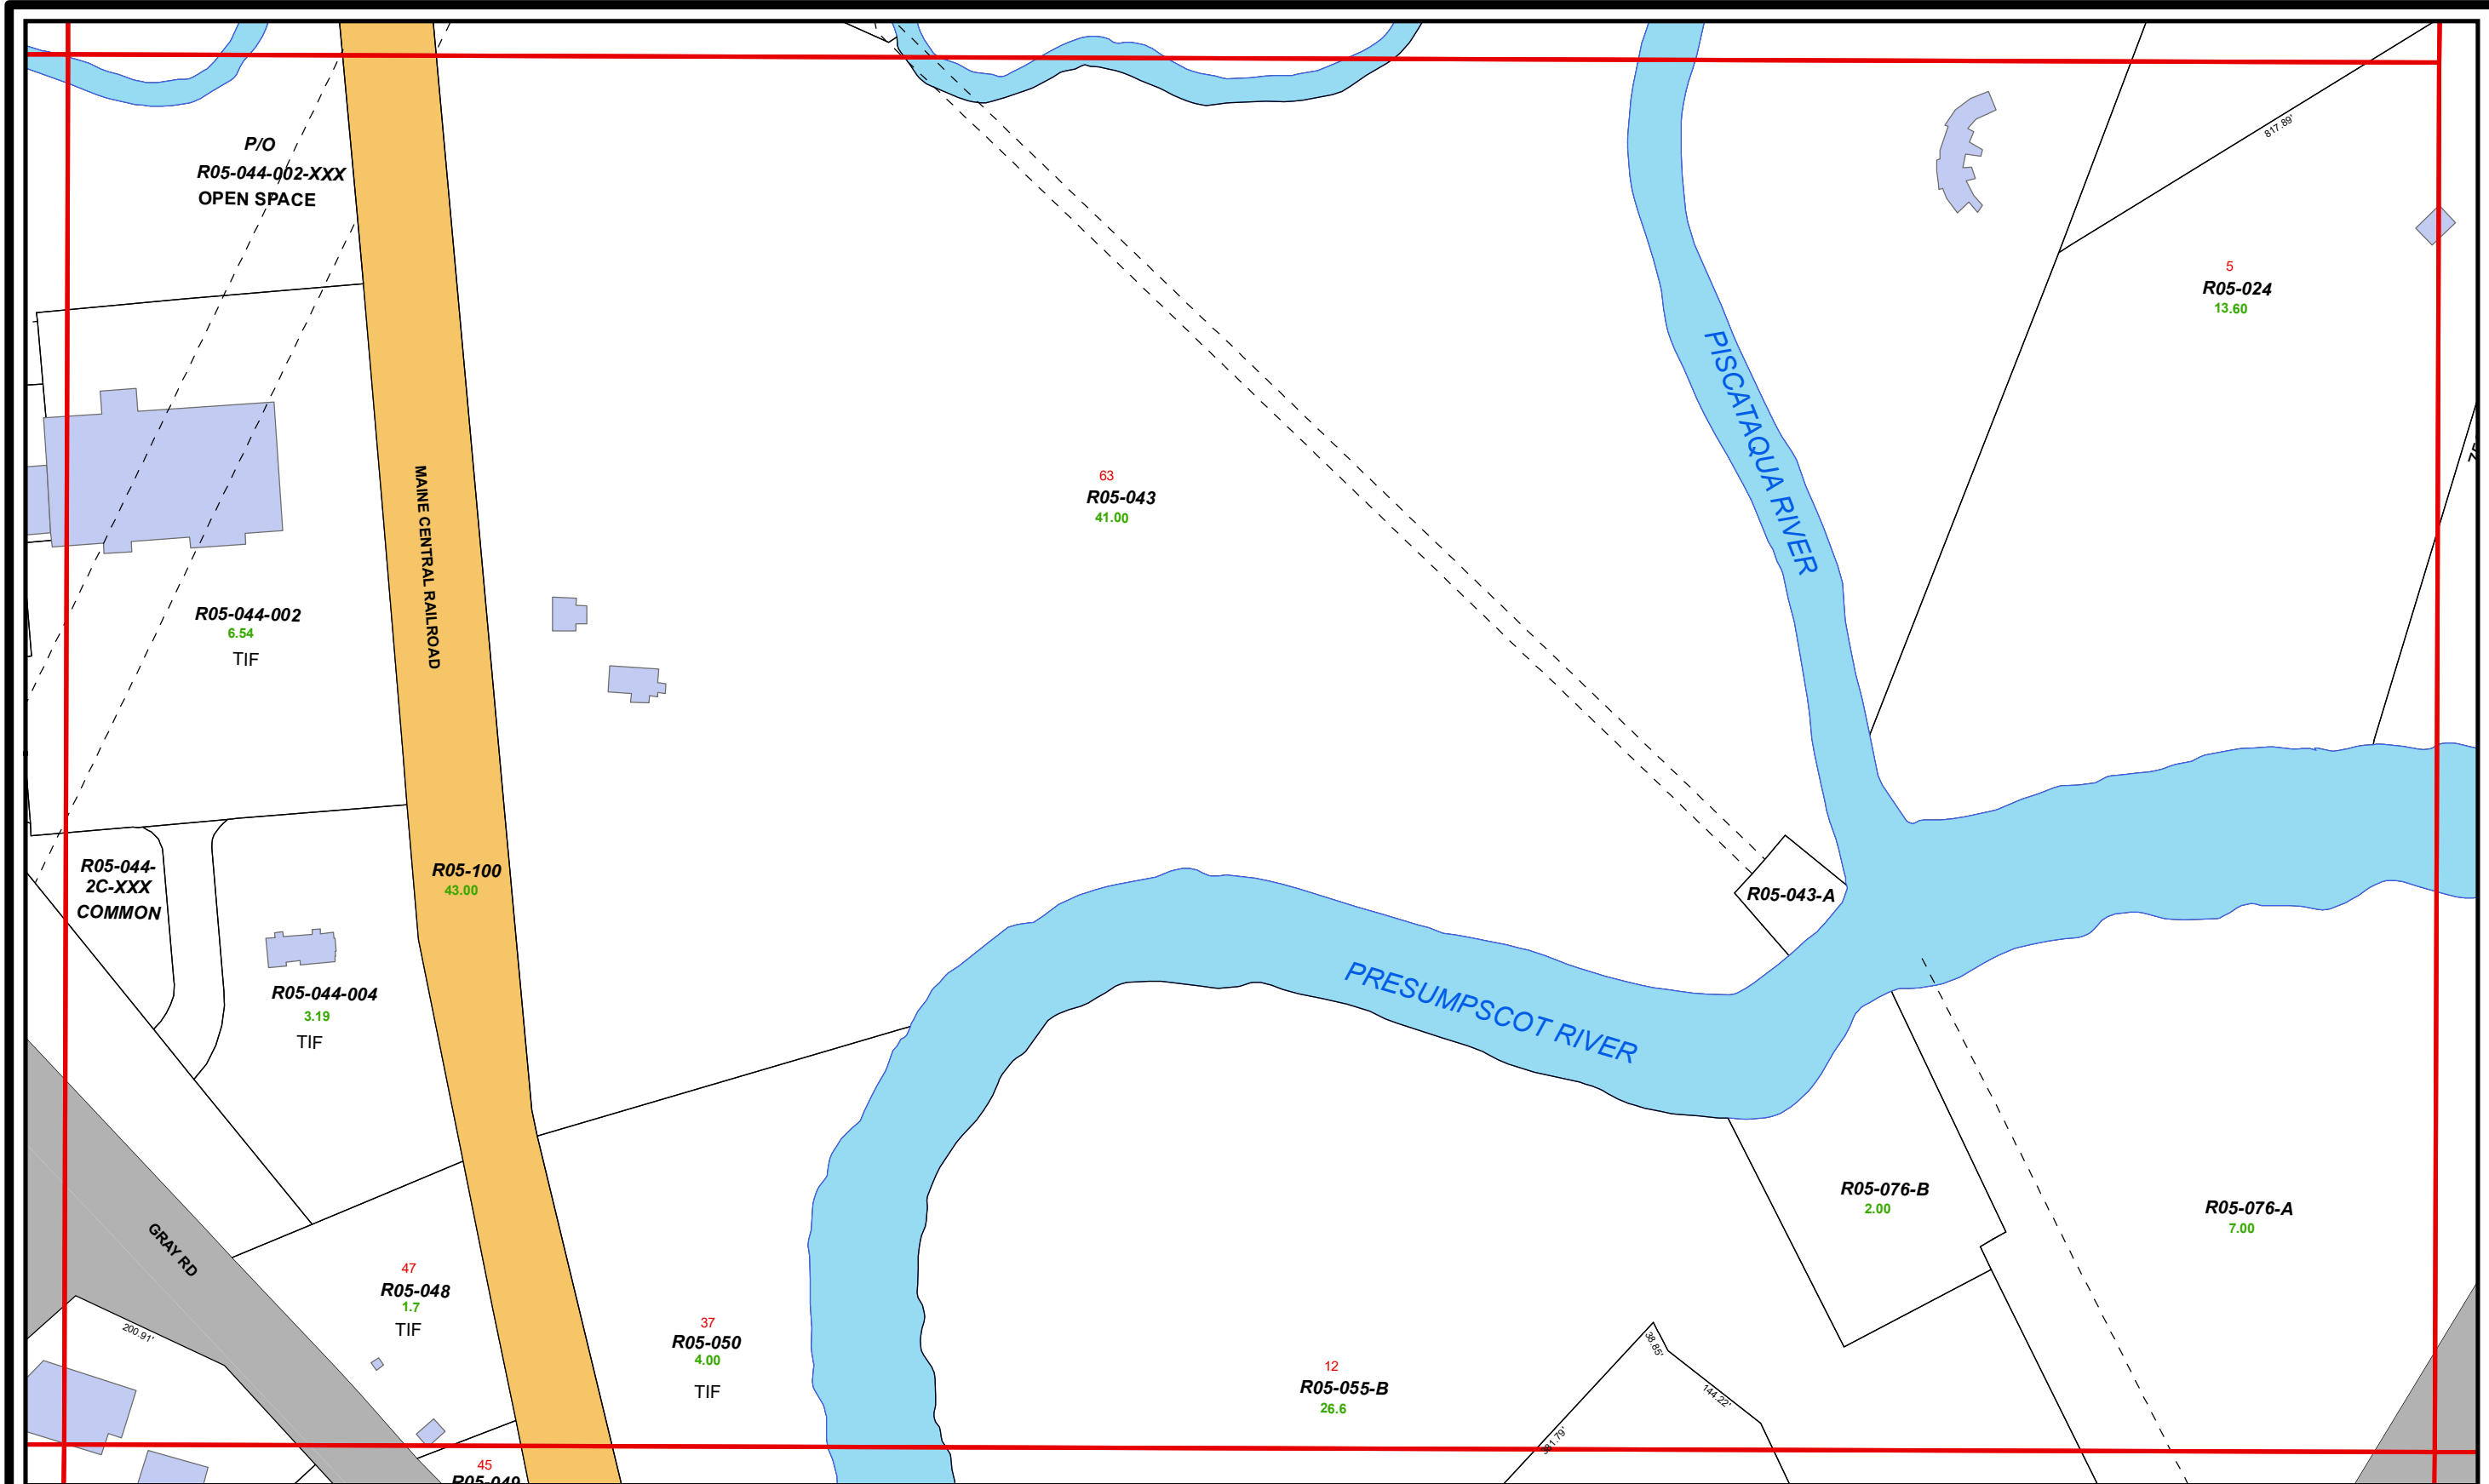 P/O
R05-044-002-XXX
OPEN SPACE
817.89'
5
R05-024
13.60
PISCATAQUA RIVER
63
R05-043
41.00
MAINE CENTRAL RAILROAD
R05-044-002
6.54
TIF
R05-044-
2C-XXX
COMMON
R05-100
43.00
R05-043-A
R05-044-004
3.19
TIF
PRESUMPSCOT RIVER
R05-076-B
2.00
R05-076-A
7.00
GRAY RD
47
R05-048
1.7
TIF
200.91'
37
R05-050
4.00
TIF
12
R05-055-B
26.6
38.85'
144.22'
45
R05-049